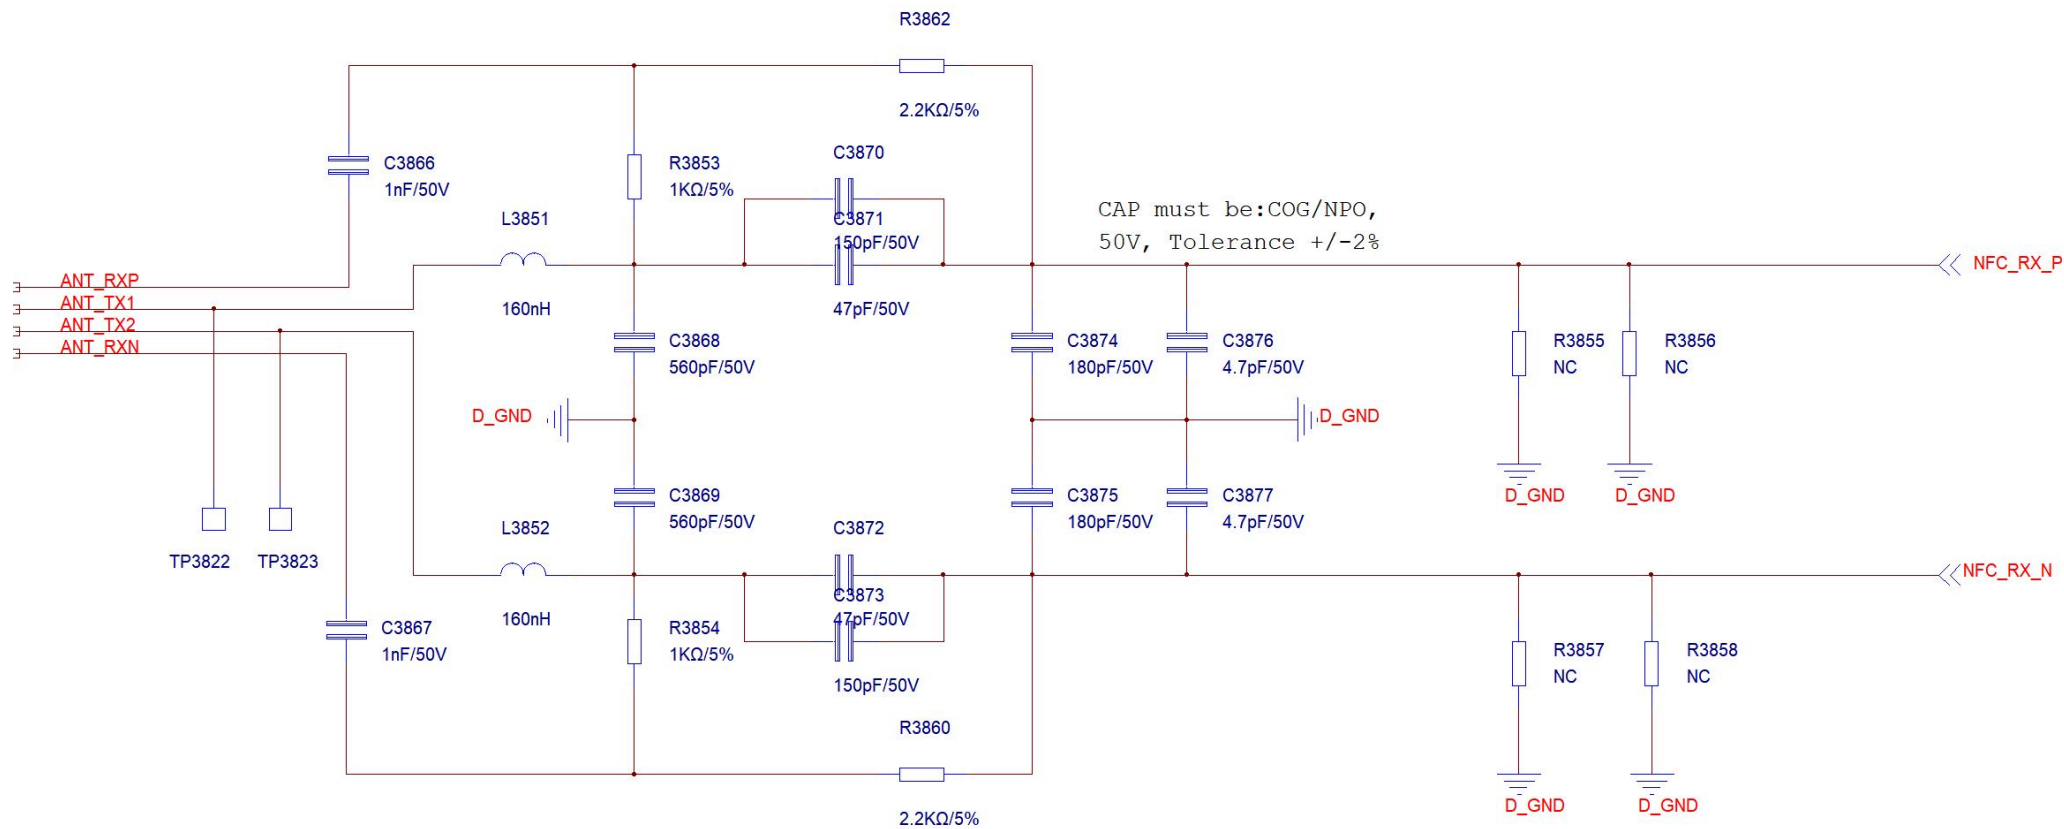 R3862
2.2KΩ/5%
C3866
1nF/50V
R3853
1KΩ/5%
C3870
C3871
150pF/50V
47pF/50V
L3851
160nH
CAP must be:COG/NPO,
50V, Tolerance +/-2%
ANT_RXP
ANT_TX1
ANT_TX2
ANT_RXN
NFC_RX_P
C3868
560pF/50V
C3874
180pF/50V
C3876
4.7pF/50V
R3855
NC
R3856
NC
D_GND
D_GND
D_GND
D_GND
C3869
560pF/50V
C3875
180pF/50V
C3877
4.7pF/50V
TP3822
TP3823
L3852
160nH
C3872
C3873
47pF/50V
150pF/50V
NFC_RX_N
C3867
1nF/50V
R3854
1KΩ/5%
R3857
NC
R3858
NC
R3860
2.2KΩ/5%
D_GND
D_GND